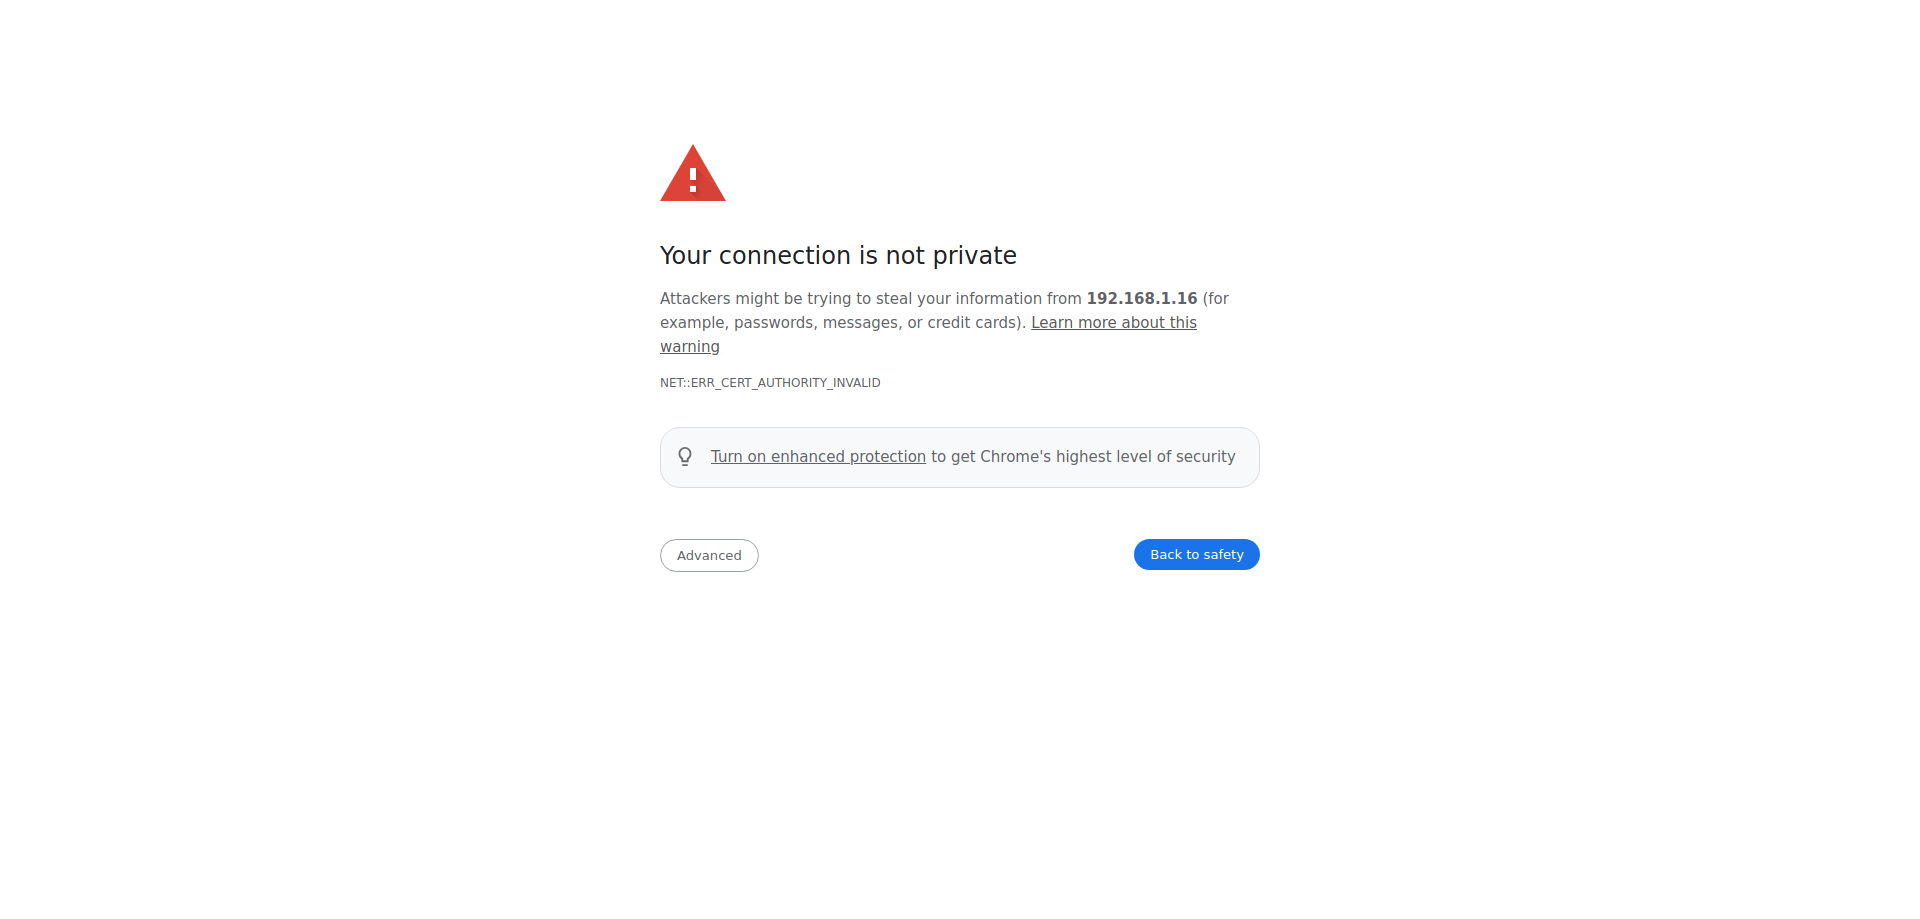 Your connection is not private
Attackers might be trying to steal your information from 192.168.1.16 (for
example, passwords, messages, or credit cards). Learn more about this
warning
NET::ERR_CERT_AUTHORITY_INVALID
Turn on enhanced protection to get Chrome's highest level of security
Advanced
Back to safety